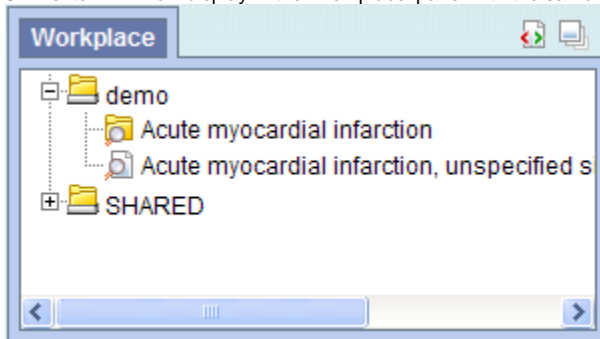 Workplace
demo
Acute myocardial infarction
Acute myocardial infarction, unspecified s
SHARED